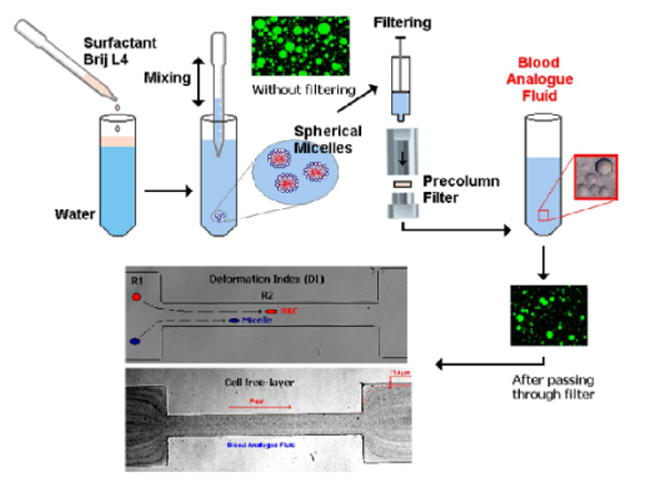 Surfactant
Brij L4
Mixing
Without filtering
Filtering
Blood
Analogue
Fluid
Spherical
Micelles
Precolumn
Filter
Water
R1
Deformation Index (DI)
R2
RBC
Micelle
Cell free-layer
Flow
Blood Analogue Fluid
After passing
through filter